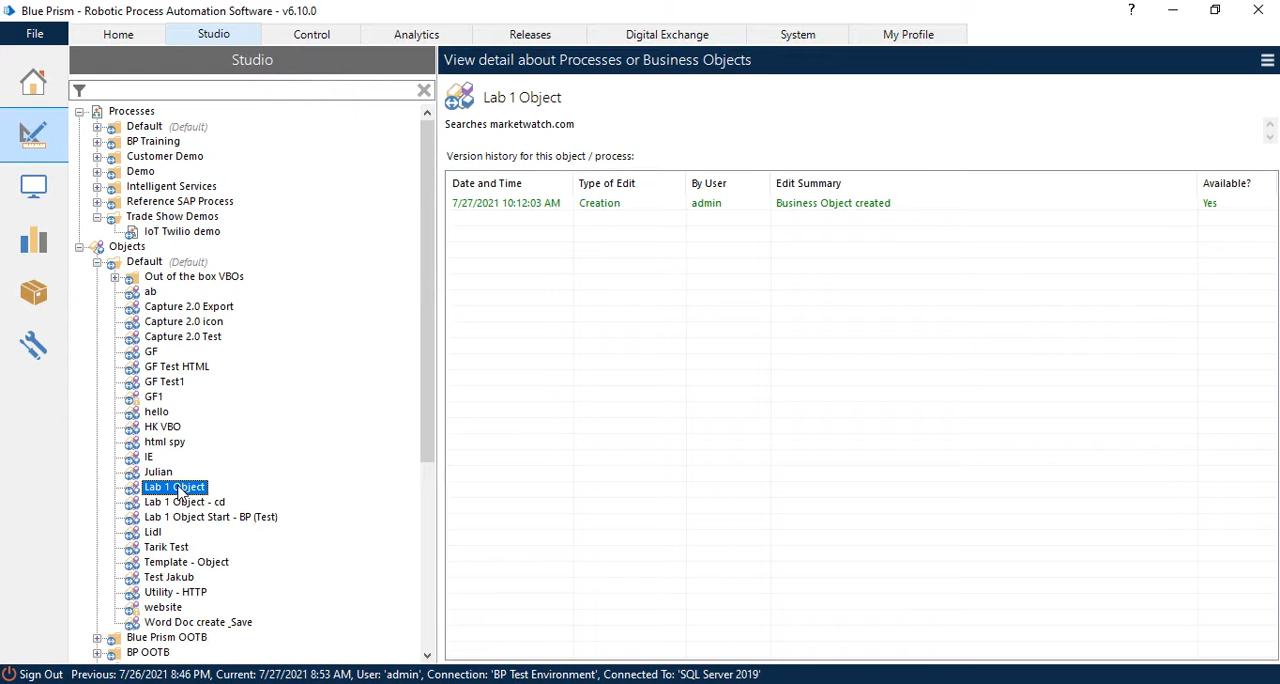 Blue Prism - Robotic Process Automation Software - v6.10.0
?
File Home Studio Control Analytics Releases Digital Exchange System My Profile
Studio
View detail about Processes or Business Objects
Processes
Default (Default)
BP Training
Customer Demo
Demo
Intelligent Services
Reference SAP Process
Trade Show Demos
IoT Twilio demo
Objects
Default (Default)
Out of the box VBOs
ab
Capture 2.0 Export
Capture 2.0 icon
Capture 2.0 Test
GF
GF Test HTML
GF Test1
GF1
hello
HK VBO
html spy
IE
Julian
Lab 1 Object
Lab 1 Object - cd
Lab 1 Object Start - BP (Test)
Lidl
Tarik Test
Template - Object
Test Jakub
Utility - HTTP
website
Word Doc create_Save
Blue Prism OOTB
BP OOTB
Lab 1 Object
Searches marketwatch.com
Version history for this object / process:
Date and Time Type of Edit By User Edit Summary Available?
7/27/2021 10:12:03 AM Creation admin Business Object created Yes
Sign Out Previous: 7/26/2021 8:46 PM, Current: 7/27/2021 8:53 AM, User: 'admin', Connection: 'BP Test Environment', Connected To: 'SQL Server 2019'